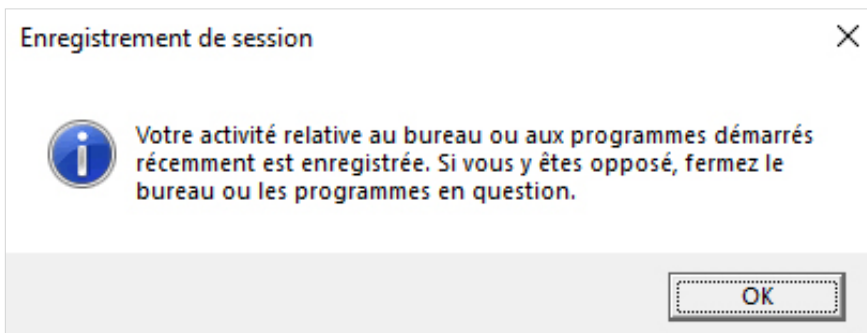 Enregistrement de session
Votre activité relative au bureau ou aux programmes démarrés
récemment est enregistrée. Si vous y êtes opposé, fermez le
bureau ou les programmes en question.
OK